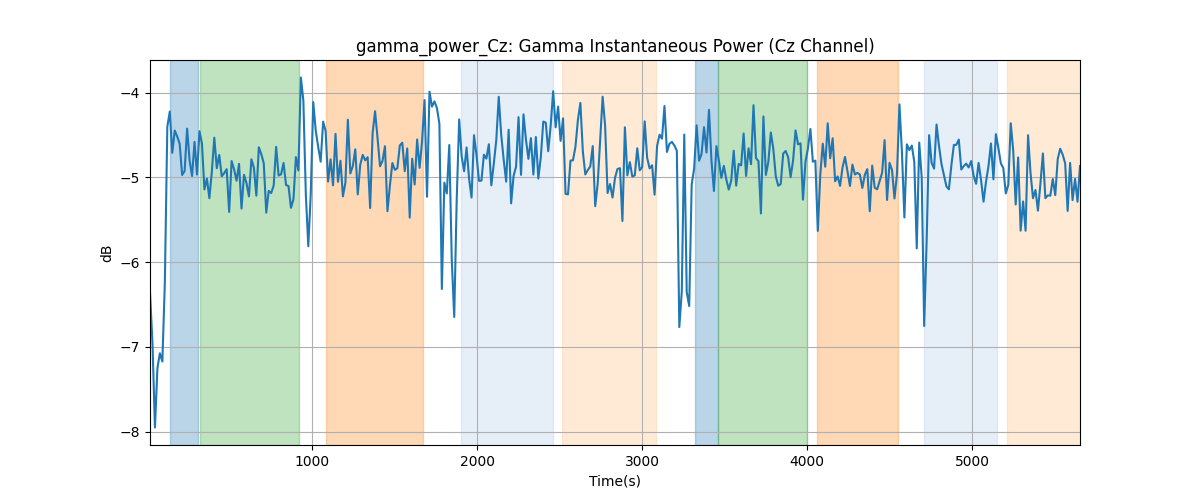 gamma_power_Cz: Gamma Instantaneous Power (Cz Channel)
−4
−5
−6
−7
−8
dB
1000 2000 3000 4000 5000
Time(s)